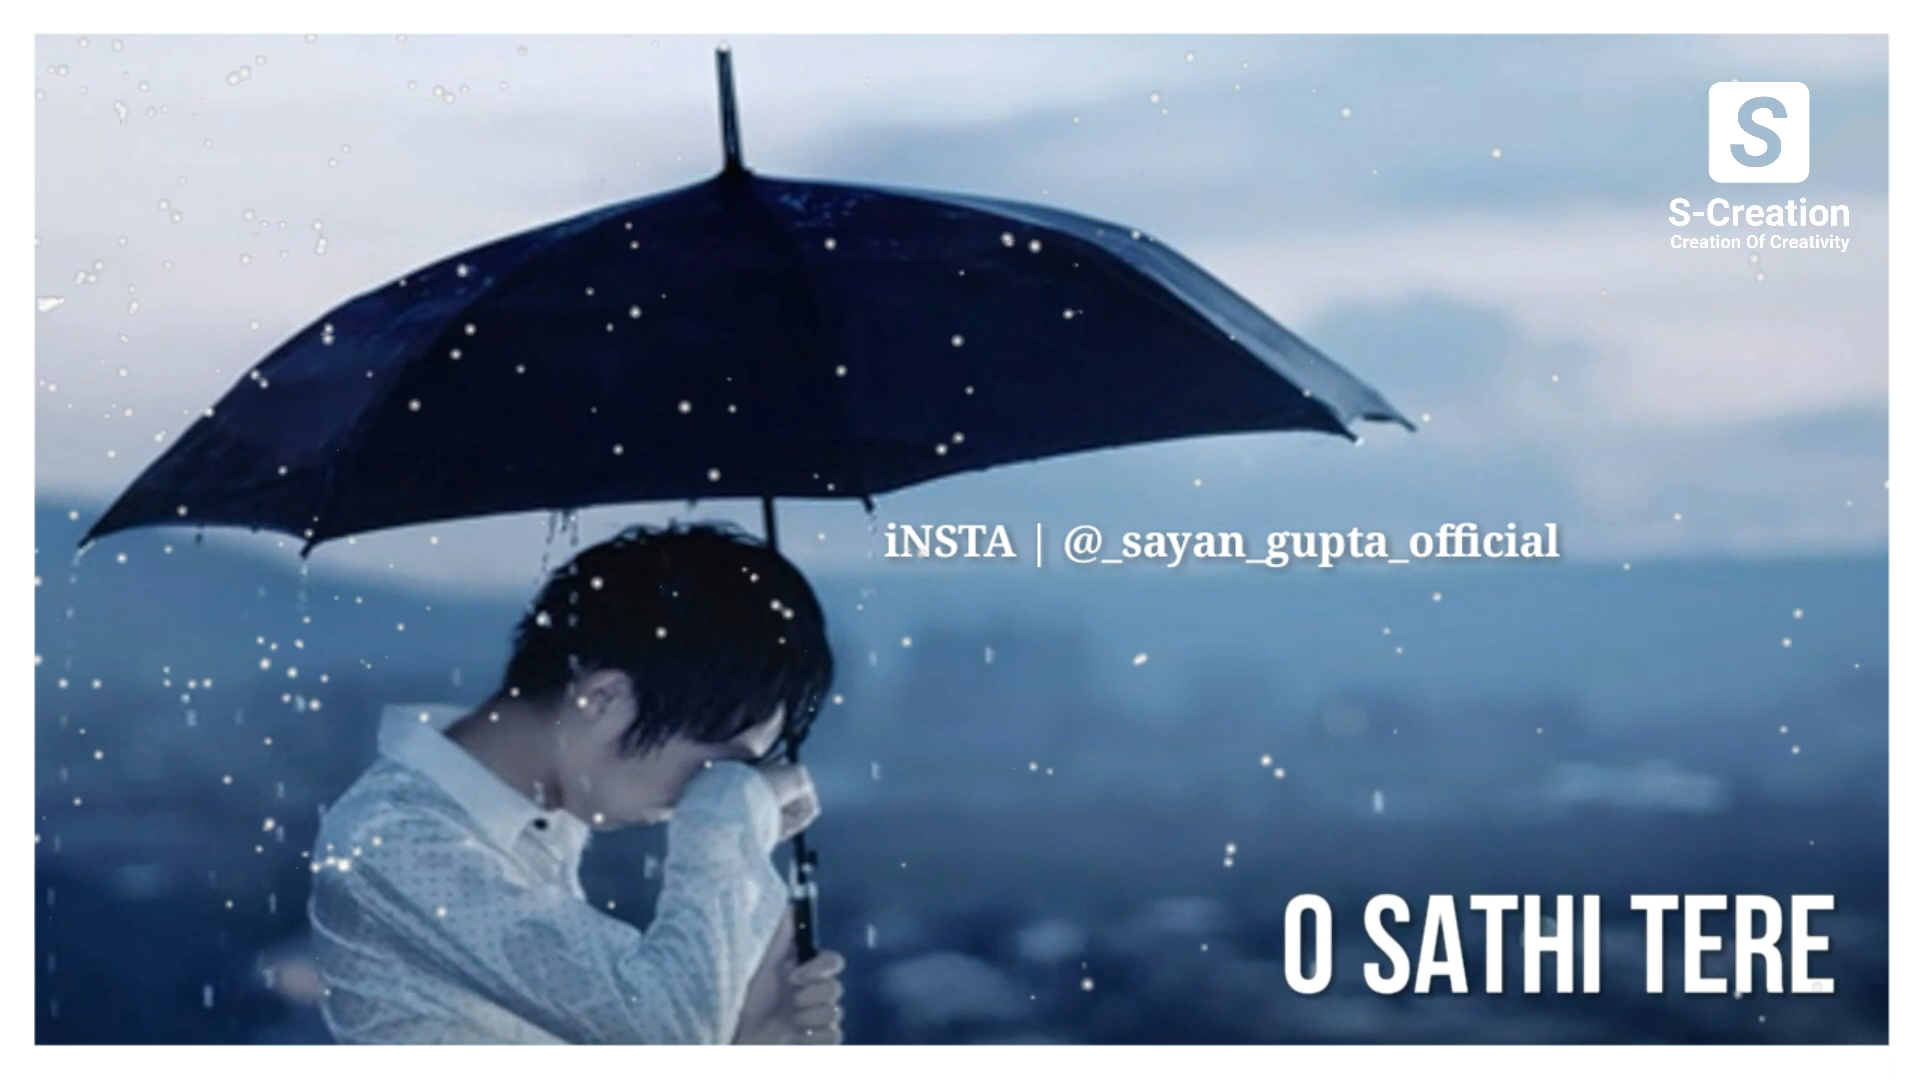 S
S-Creation
Creation Of Creativity
iNSTA | @_sayan_gupta_official
O SATHI TERE